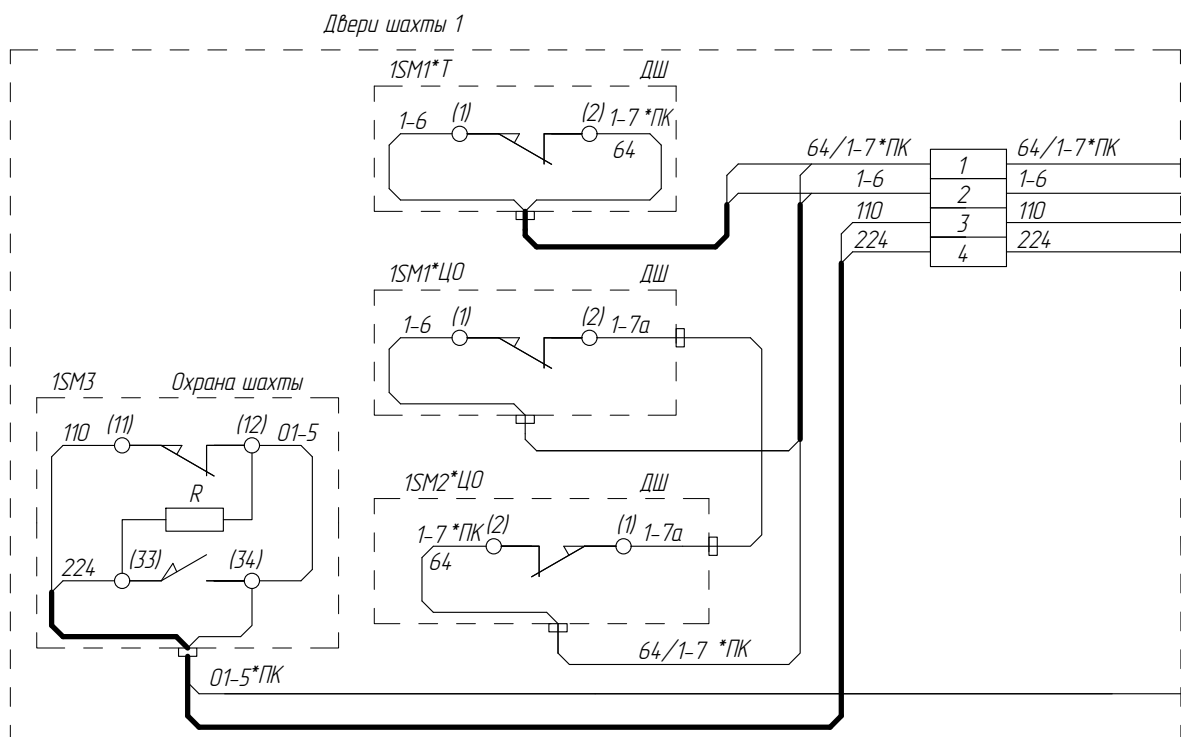 Двери шахты 1
1SM1*Т ДШ
1-6 (1) (2) 1-7 *ПК
64
64/1-7*ПК 1 64/1-7*ПК
1-6 2 1-6
110 3 110
224 4 224
1SM1*ЦО ДШ
1-6 (1) (2) 1-7а
1SM3 Охрана шахты
110 (11) (12) 01-5
R
224 (33) (34)
1SM2*ЦО ДШ
1-7 *ПК (2) (1) 1-7а
64
64/1-7 *ПК
01-5*ПК